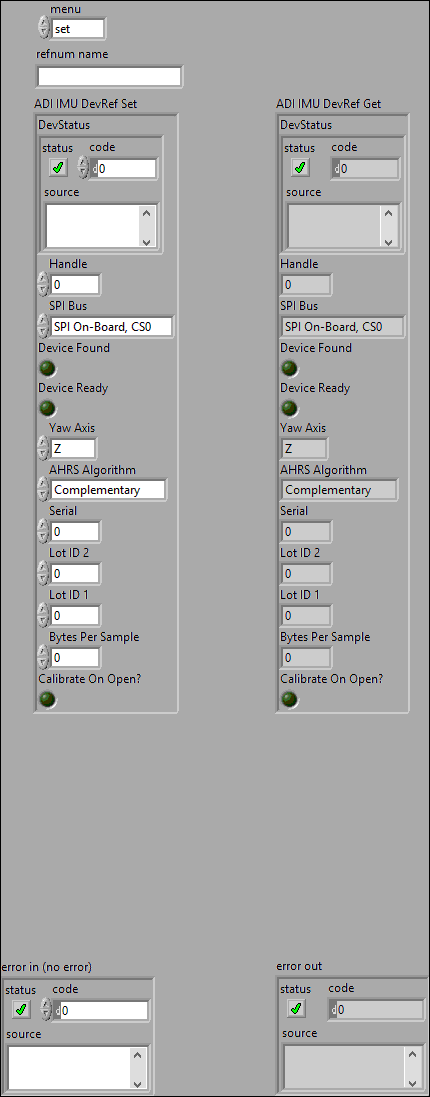 menu
set
refnum name
ADI IMU DevRef Set
DevStatus
status code
d0
source
Handle
0
SPI Bus
SPI On-Board, CS0
Device Found
Device Ready
Yaw Axis
Z
AHRS Algorithm
Complementary
Serial
0
Lot ID 2
0
Lot ID 1
0
Bytes Per Sample
0
Calibrate On Open?
ADI IMU DevRef Get
DevStatus
status code
d0
source
Handle
0
SPI Bus
SPI On-Board, CS0
Device Found
Device Ready
Yaw Axis
Z
AHRS Algorithm
Complementary
Serial
0
Lot ID 2
0
Lot ID 1
0
Bytes Per Sample
0
Calibrate On Open?
error in (no error)
status code
d0
source
error out
status code
d0
source